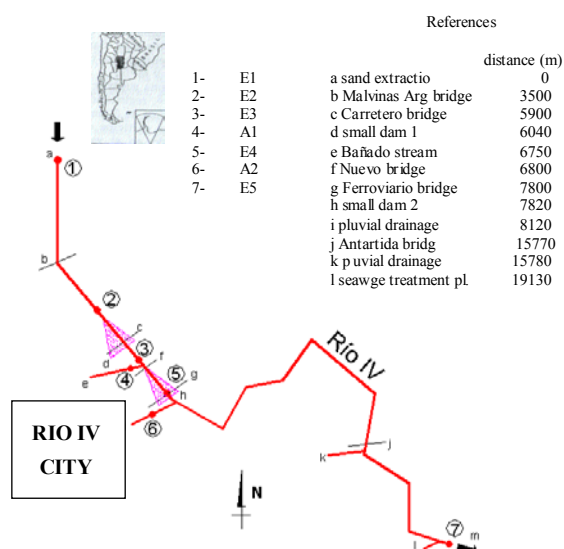 References
distance (m)
1- E1 a sand extractio 0
2- E2 b Malvinas Arg bridge 3500
3- E3 c Carretero bridge 5900
4- A1 d small dam 1 6040
5- E4 e Bañado stream 6750
6- A2 f Nuevo bridge 6800
7- E5 g Ferroviario bridge 7800
h small dam 2 7820
i pluvial drainage 8120
j Antartida bridg 15770
k p uvial drainage 15780
l seawge treatment pl. 19130
a
1
b
2
c
d
3
f
e
4
5
g
h
6
Río IV
RIO IV
CITY
N
j
k
7
m
l